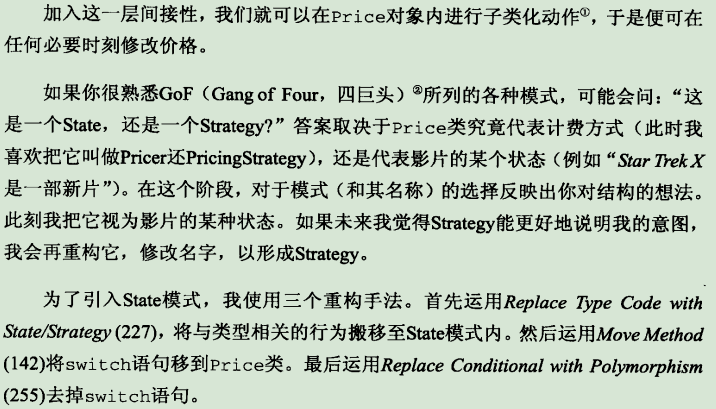 加入这一层间接性，我们就可以在Price对象内进行子类化动作①，于是便可在
任何必要时刻修改价格。
如果你很熟悉GoF（Gang of Four，四巨头）②所列的各种模式，可能会问：“这
是一个State，还是一个Strategy?”答案取决于Price类究竟代表计费方式（此时我
喜欢把它叫做Pricer还PricingStrategy），还是代表影片的某个状态（例如“Star Trek X
是一部新片”）。在这个阶段，对于模式（和其名称）的选择反映出你对结构的想法。
此刻我把它视为影片的某种状态。如果未来我觉得Strategy能更好地说明我的意图，
我会再重构它，修改名字，以形成Strategy。
为了引入State模式，我使用三个重构手法。首先运用Replace Type Code with
State/Strategy (227)，将与类型相关的行为搬移至State模式内。然后运用Move Method
(142)将switch语句移到Price类。最后运用Replace Conditional with Polymorphism
(255)去掉switch语句。